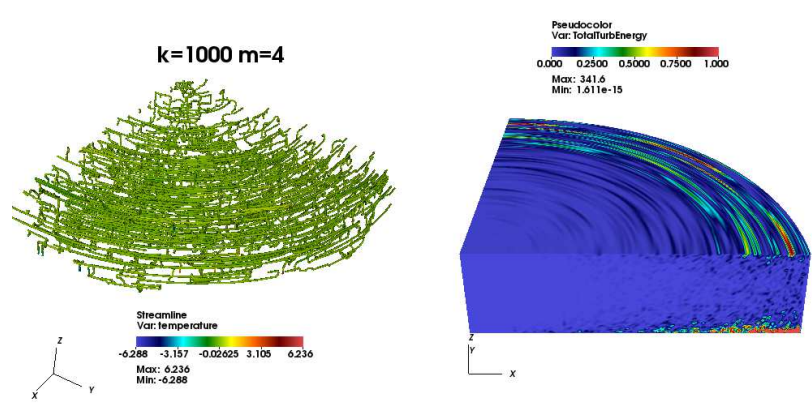 k=1000 m=4
Streamline
Var: temperature
-6.288 -3.157 -0.02625 3.105 6.236
Max: 6.236
Min: -6.288
Z
X
Y
Pseudocolor
Var: TotalTurbEnergy
0.000 0.2500 0.5000 0.7500 1.000
Max: 341.6
Min: 1.611e-15
Z
Y
X